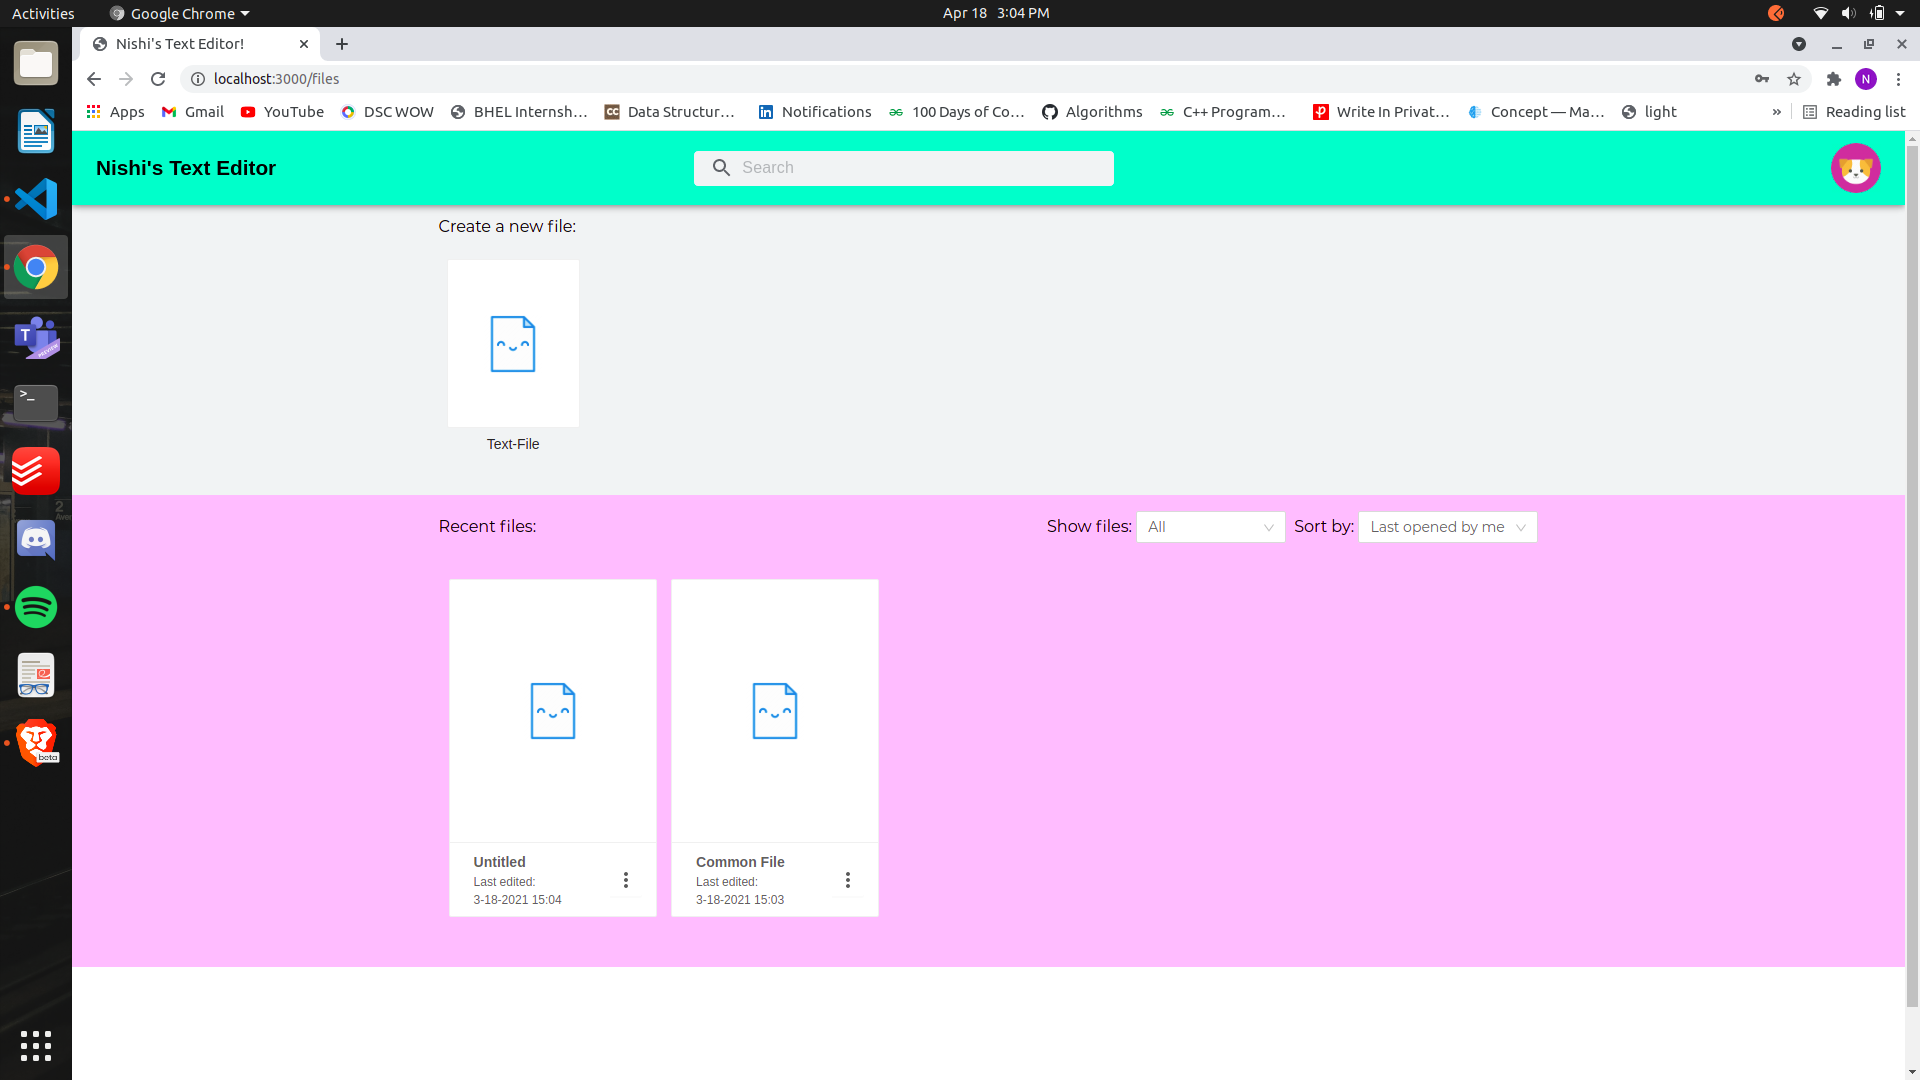 Activities Google Chrome Apr 18 3:04 PM
Nishi's Text Editor!
localhost:3000/files N
Apps Gmail YouTube DSC WOW BHEL Internsh… Data Structur… Notifications 100 Days of Co… Algorithms C++ Program… Write In Privat… Concept — Ma… light » Reading list
Nishi's Text Editor Search
Create a new file:
Text-File
Recent files: Show files: All Sort by: Last opened by me
Untitled Common File
Last edited: Last edited:
3-18-2021 15:04 3-18-2021 15:03
T
PREVIEW
>_
beta